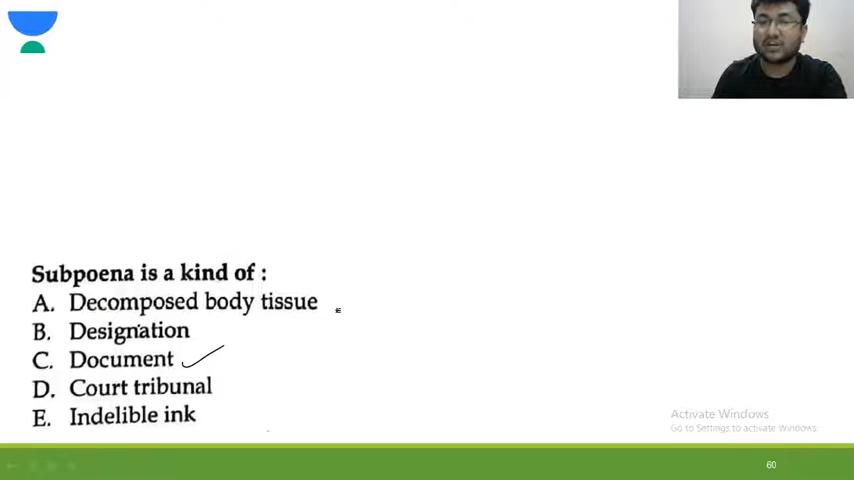 Subpoena is a kind of :
A. Decomposed body tissue
B. Designation
C. Document
D. Court tribunal
E. Indelible ink
Activate Windows
Go to Settings to activate Windows.
60